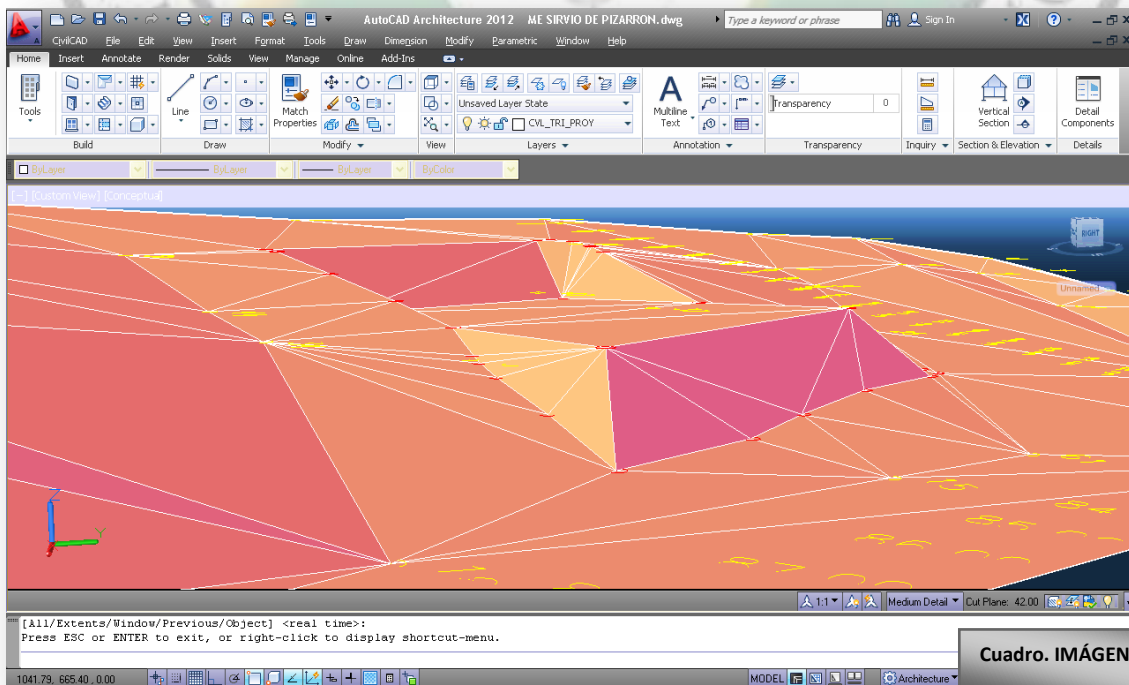 AutoCAD Architecture 2012 ME SIRVIO DE PIZARRON.dwg
Type a keyword or phrase
Sign In
CivilCAD File Edit View Insert Format Tools Draw Dimension Modify Parametric Window Help
Home Insert Annotate Render Solids View Manage Online Add-Ins
Tools
Line
Match Properties
Unsaved Layer State
CVL_TRI_PROY
Multiline Text
Transparency 0
Vertical Section
Detail Components
Build Draw Modify View Layers Annotation Transparency Inquiry Section & Elevation Details
ByLayer ByLayer ByLayer ByColor
[-] [Custom View] [Conceptual]
RIGHT
Unnamed
Z
Y
1:1 Medium Detail Cut Plane: 42.00
[All/Extents/Window/Previous/Object] <real time>:
Press ESC or ENTER to exit, or right-click to display shortcut-menu.
Cuadro. IMÁGEN
1041.79, 665.40, 0.00 MODEL Architecture